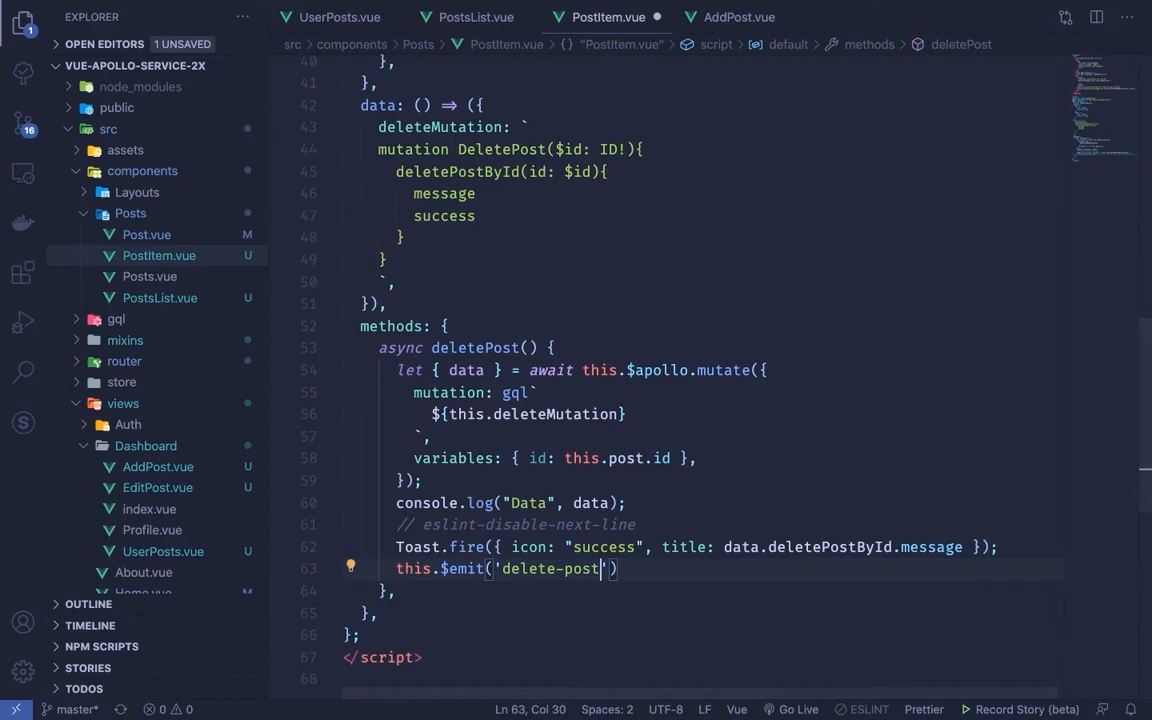 EXPLORER
UserPosts.vue
PostsList.vue
PostItem.vue
AddPost.vue
1
OPEN EDITORS 1 UNSAVED
src > components > Posts > PostItem.vue > {} "PostItem.vue" > script > default > methods > deletePost
VUE-APOLLO-SERVICE-2X
node_modules
public
src
assets
components
Layouts
Posts
Post.vue M
PostItem.vue U
Posts.vue
PostsList.vue U
gql
mixins
router
store
views
Auth
Dashboard
AddPost.vue U
EditPost.vue U
index.vue
Profile.vue
UserPosts.vue U
About.vue
OUTLINE
TIMELINE
NPM SCRIPTS
STORIES
TODOS
16
40 },
41 },
42 data: () => ({
43 deleteMutation: `
44 mutation DeletePost($id: ID!){
45 deletePostById(id: $id){
46 message
47 success
48 }
49 }
50 `,
51 }),
52 methods: {
53 async deletePost() {
54 let { data } = await this.$apollo.mutate({
55 mutation: gql`
56 ${this.deleteMutation}
57 `,
58 variables: { id: this.post.id },
59 });
60 console.log("Data", data);
61 // eslint-disable-next-line
62 Toast.fire({ icon: "success", title: data.deletePostById.message });
63 this.$emit('delete-post')
64 },
65 },
66 };
67 </script>
68
master* 0 0 Ln 63, Col 30 Spaces: 2 UTF-8 LF Vue Go Live ESLINT Prettier Record Story (beta)